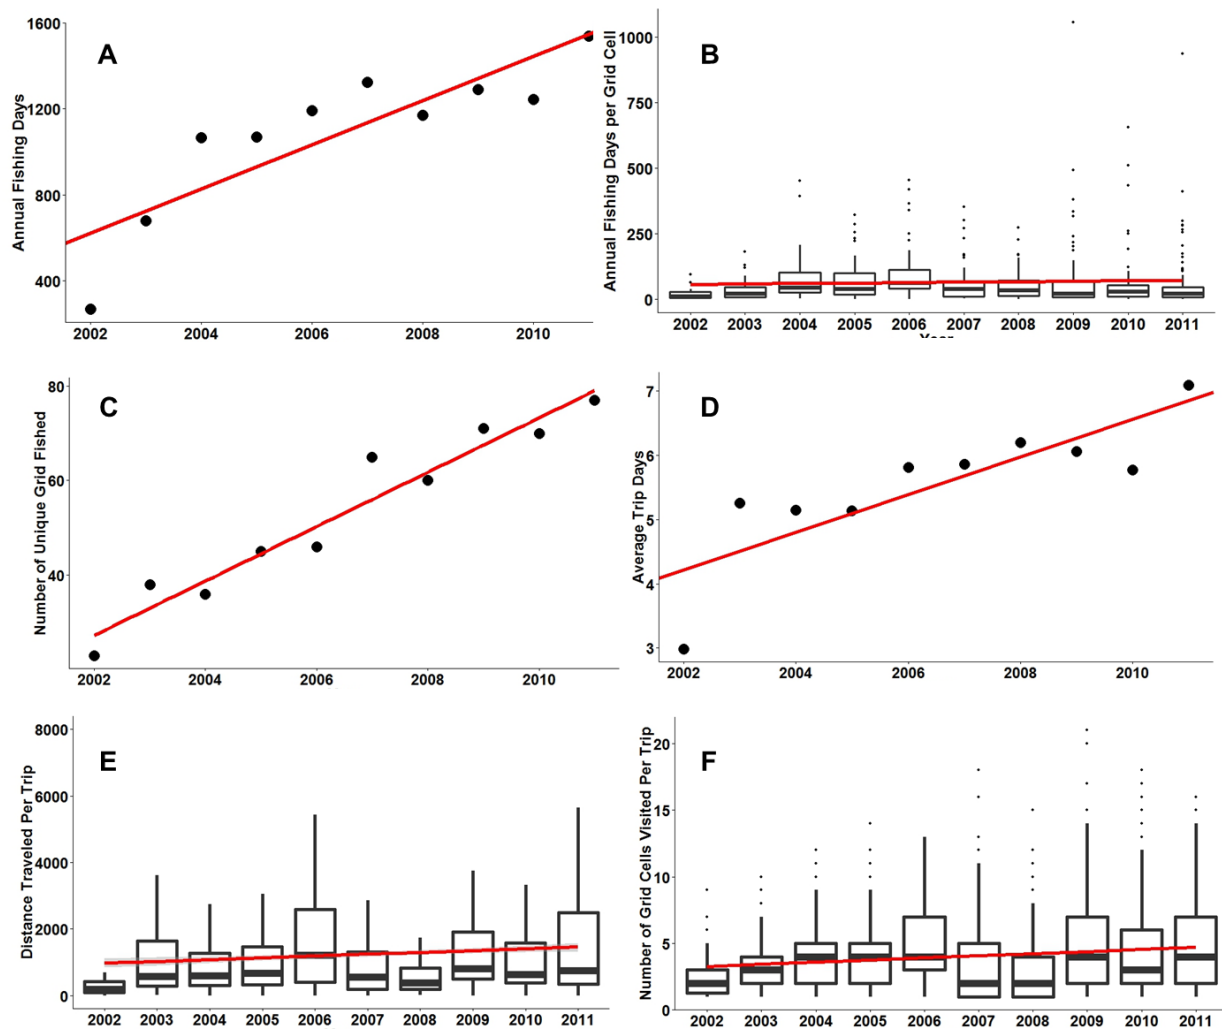 A
Annual Fishing Days
1600
1200
800
400
2002 2004 2006 2008 2010
B
Annual Fishing Days per Grid Cell
1000
750
500
250
0
2002 2003 2004 2005 2006 2007 2008 2009 2010 2011
Year
C
Number of Unique Grid Fished
80
60
40
2002 2004 2006 2008 2010
D
Average Trip Days
7
6
5
4
3
2002 2004 2006 2008 2010
E
Distance Traveled Per Trip
8000
6000
4000
2000
0
2002 2003 2004 2005 2006 2007 2008 2009 2010 2011
F
Number of Grid Cells Visited Per Trip
20
15
10
5
0
2002 2003 2004 2005 2006 2007 2008 2009 2010 2011